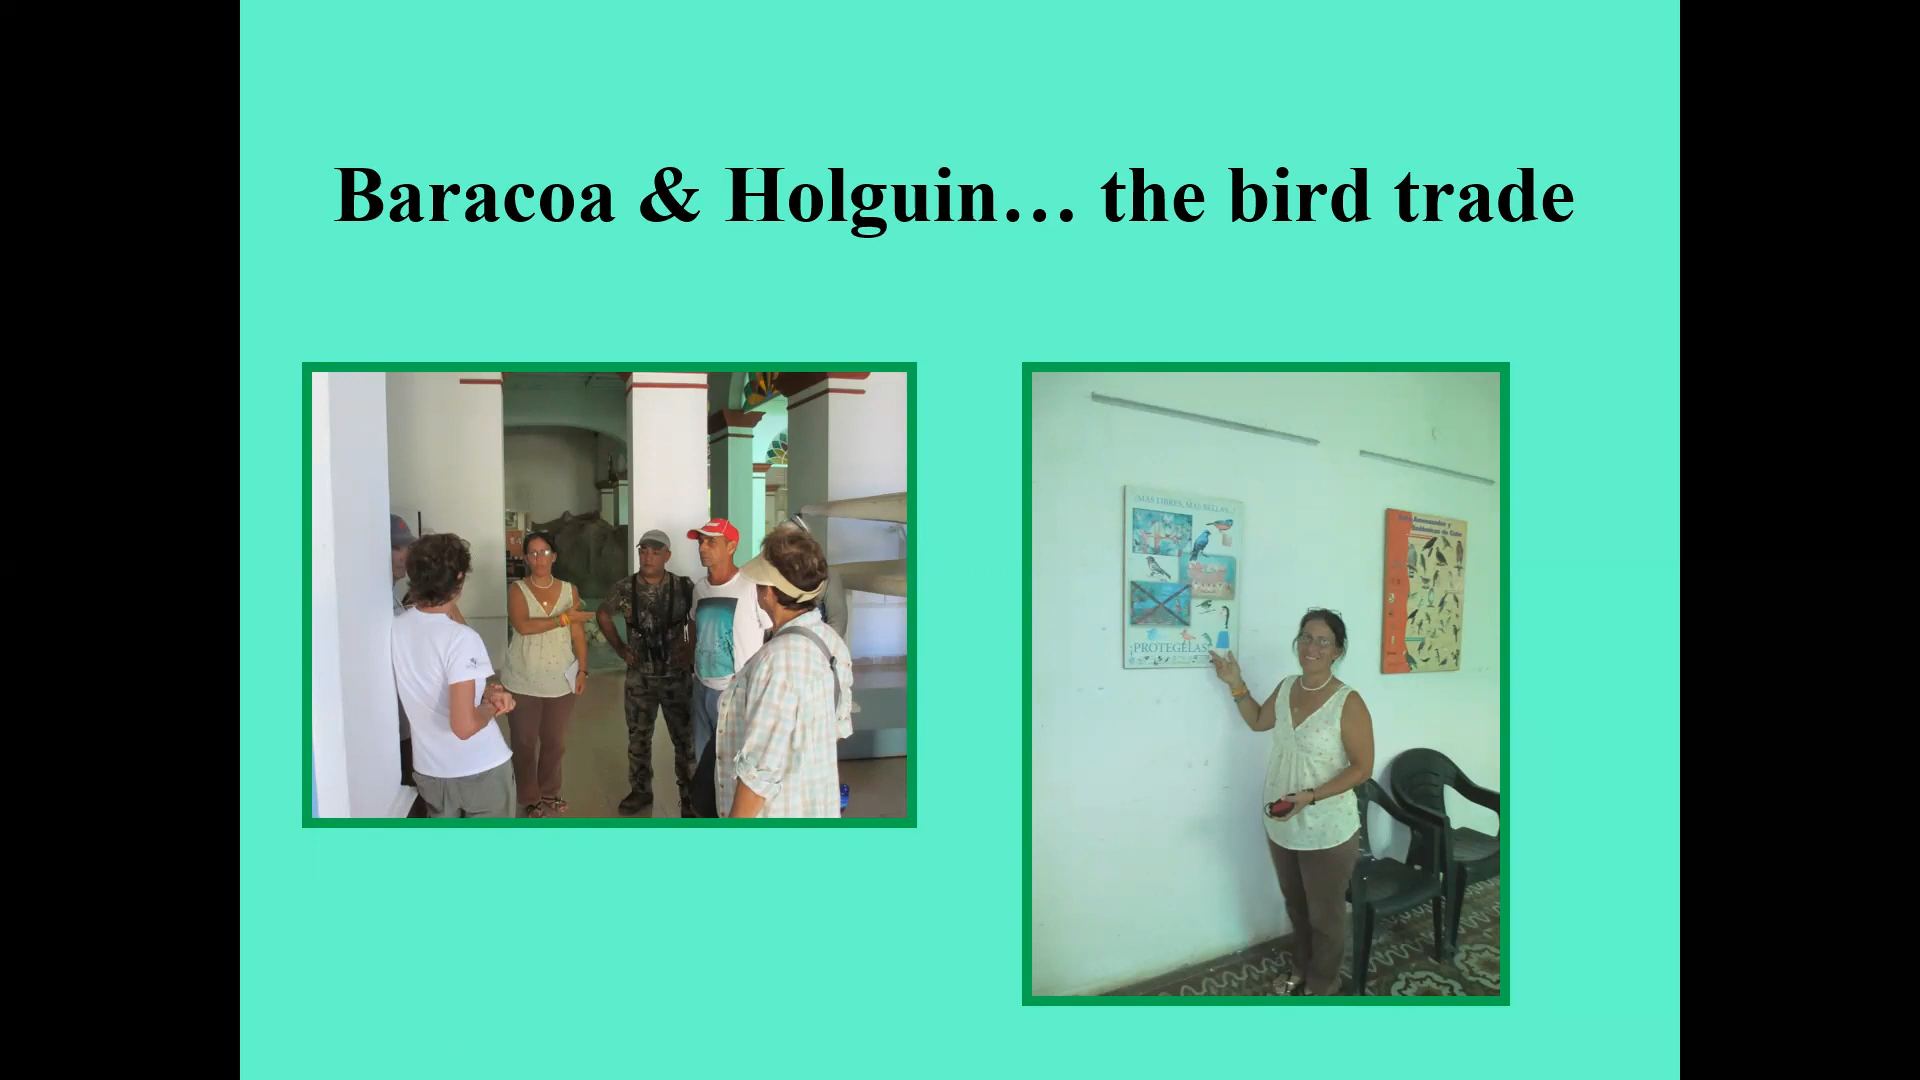 Baracoa & Holguin… the bird trade
¡MAS LIBRES, MAS BELLAS...!
PROTEGELAS